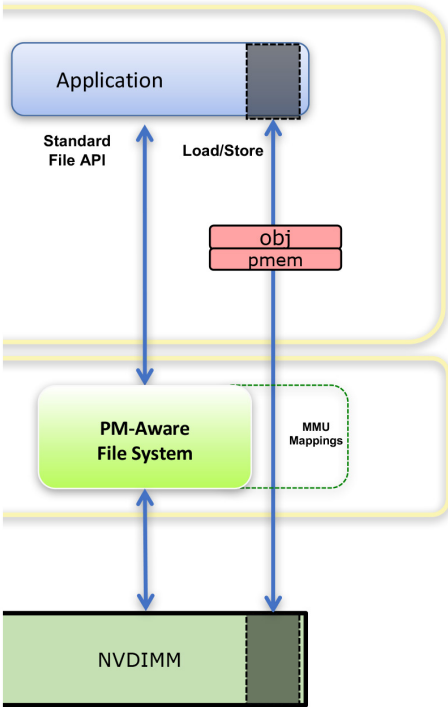 Application
Standard
File API
Load/Store
obj
pmem
PM-Aware
File System
MMU
Mappings
NVDIMM